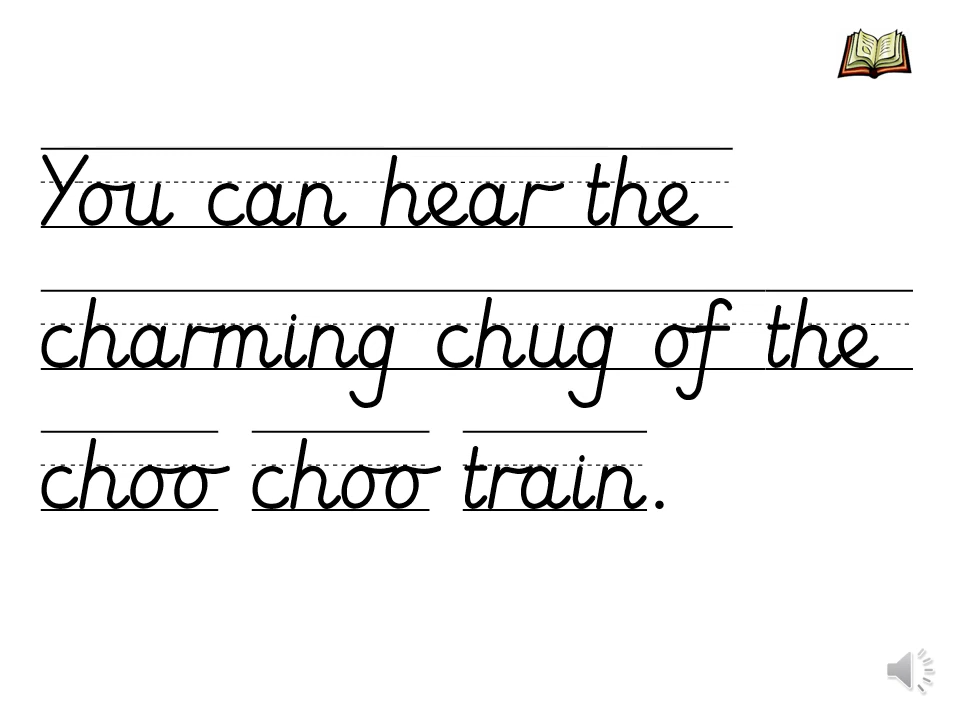 You can hear the
charming chug of the
choo choo train.